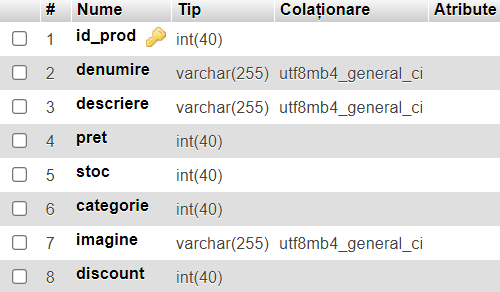 # Nume Tip Colaționare Atribute
1 id_prod int(40)
2 denumire varchar(255) utf8mb4_general_ci
3 descriere varchar(255) utf8mb4_general_ci
4 pret int(40)
5 stoc int(40)
6 categorie int(40)
7 imagine varchar(255) utf8mb4_general_ci
8 discount int(40)